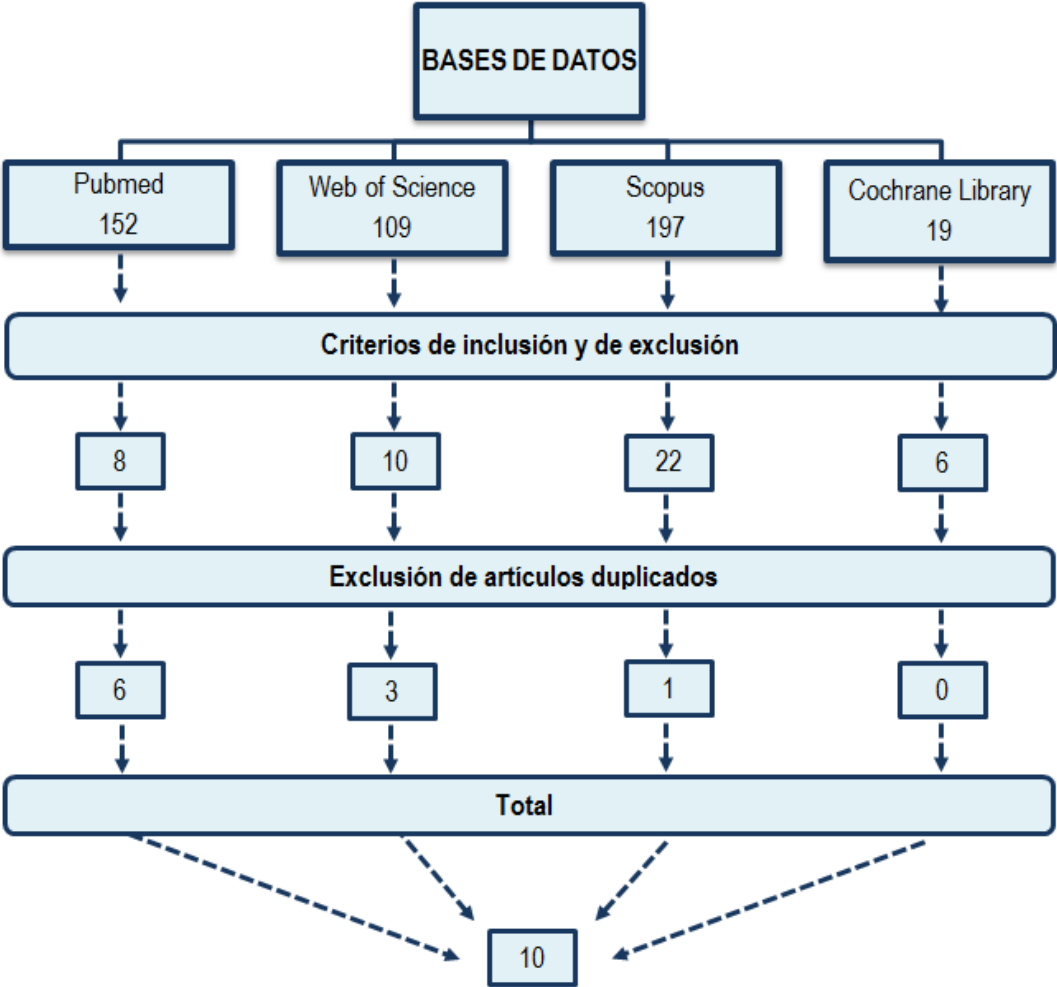 BASES DE DATOS
Pubmed
152
Web of Science
109
Scopus
197
Cochrane Library
19
Criterios de inclusión y de exclusión
8
10
22
6
Exclusión de artículos duplicados
6
3
1
0
Total
10